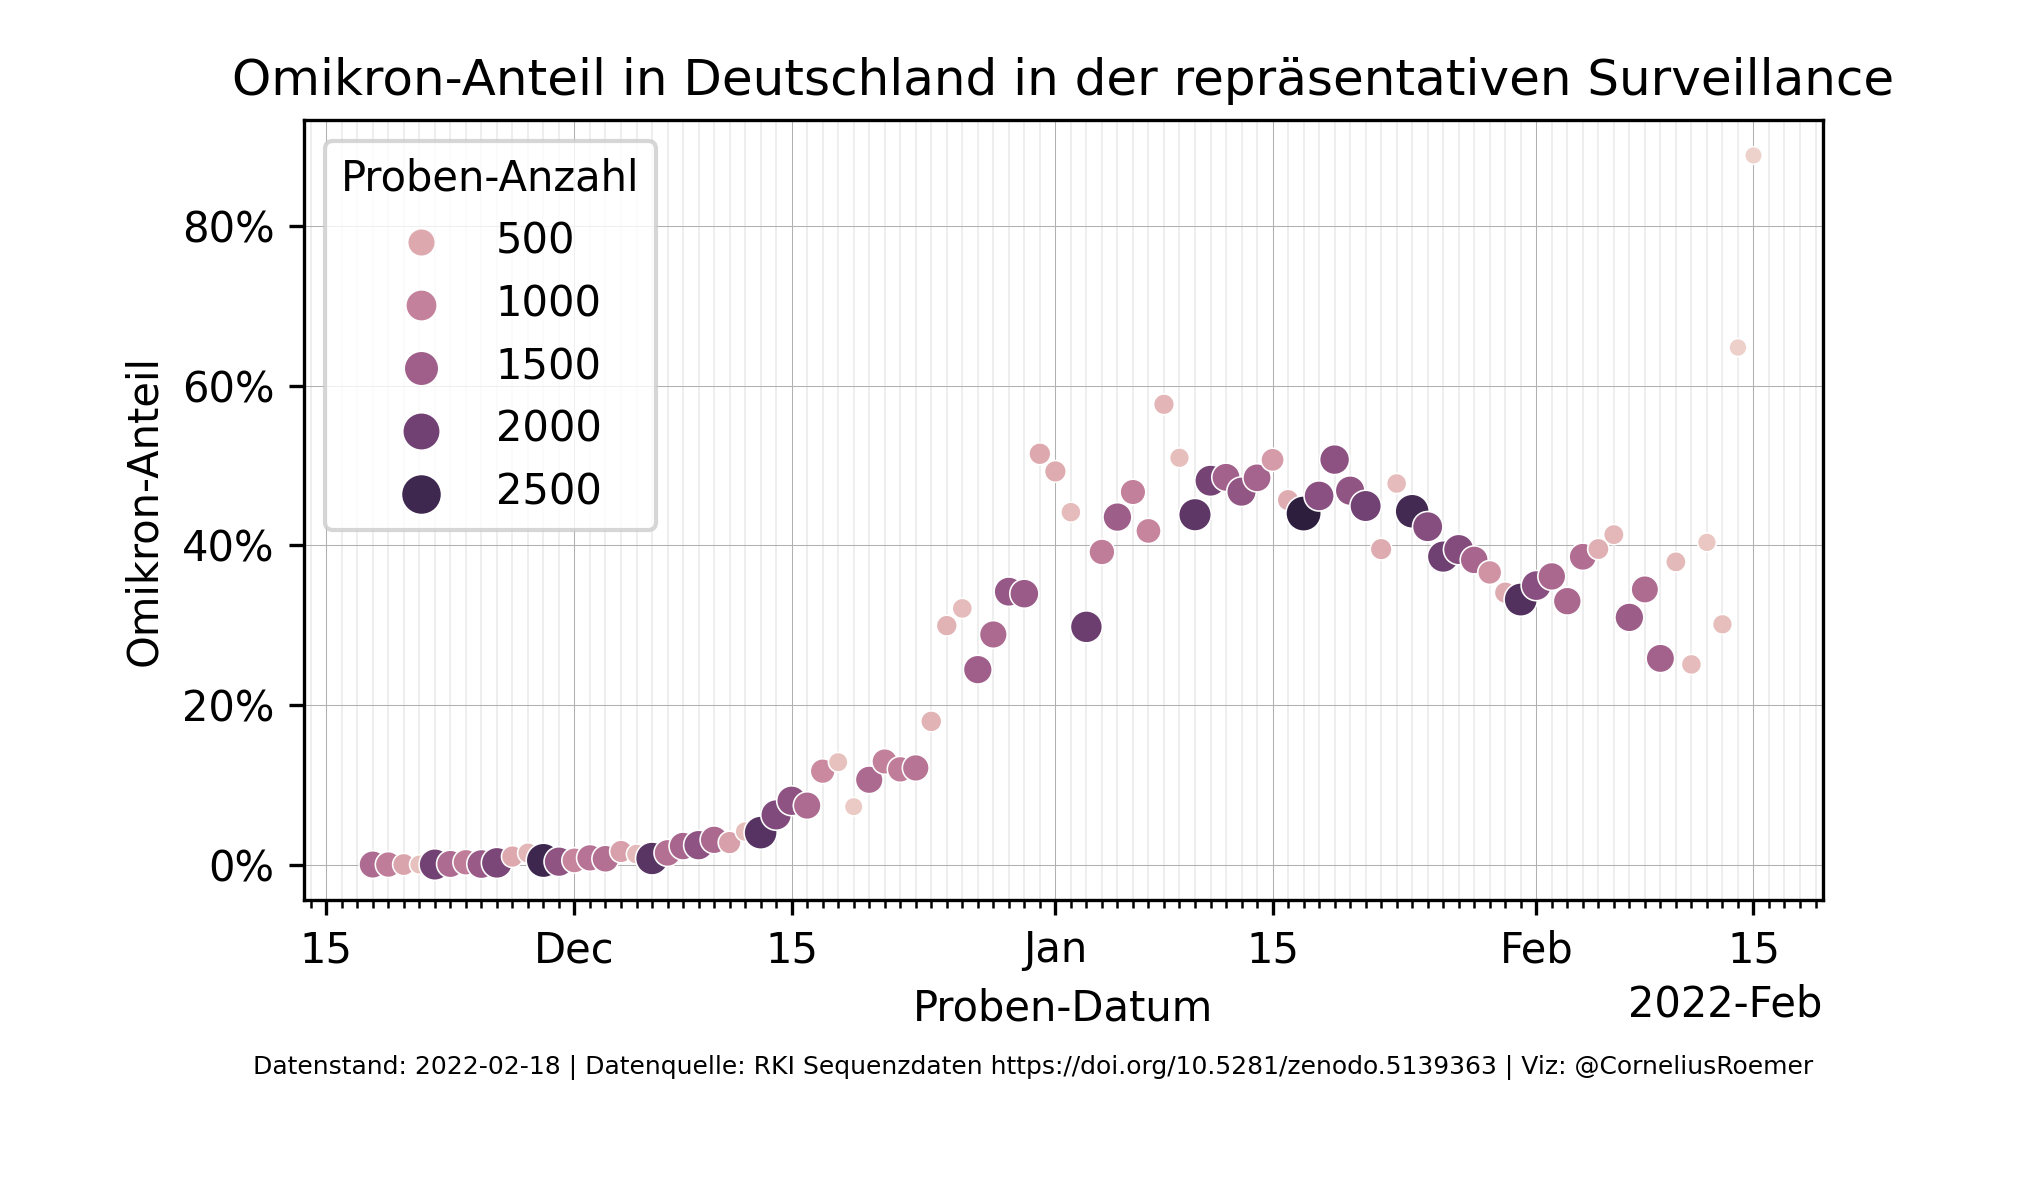 Omikron-Anteil in Deutschland in der repräsentativen Surveillance
Proben-Anzahl
500
1000
1500
2000
2500
80%
60%
40%
20%
0%
Omikron-Anteil
15 Dec 15 Jan 15 Feb 15
2022-Feb
Proben-Datum
Datenstand: 2022-02-18 | Datenquelle: RKI Sequenzdaten https://doi.org/10.5281/zenodo.5139363 | Viz: @CorneliusRoemer